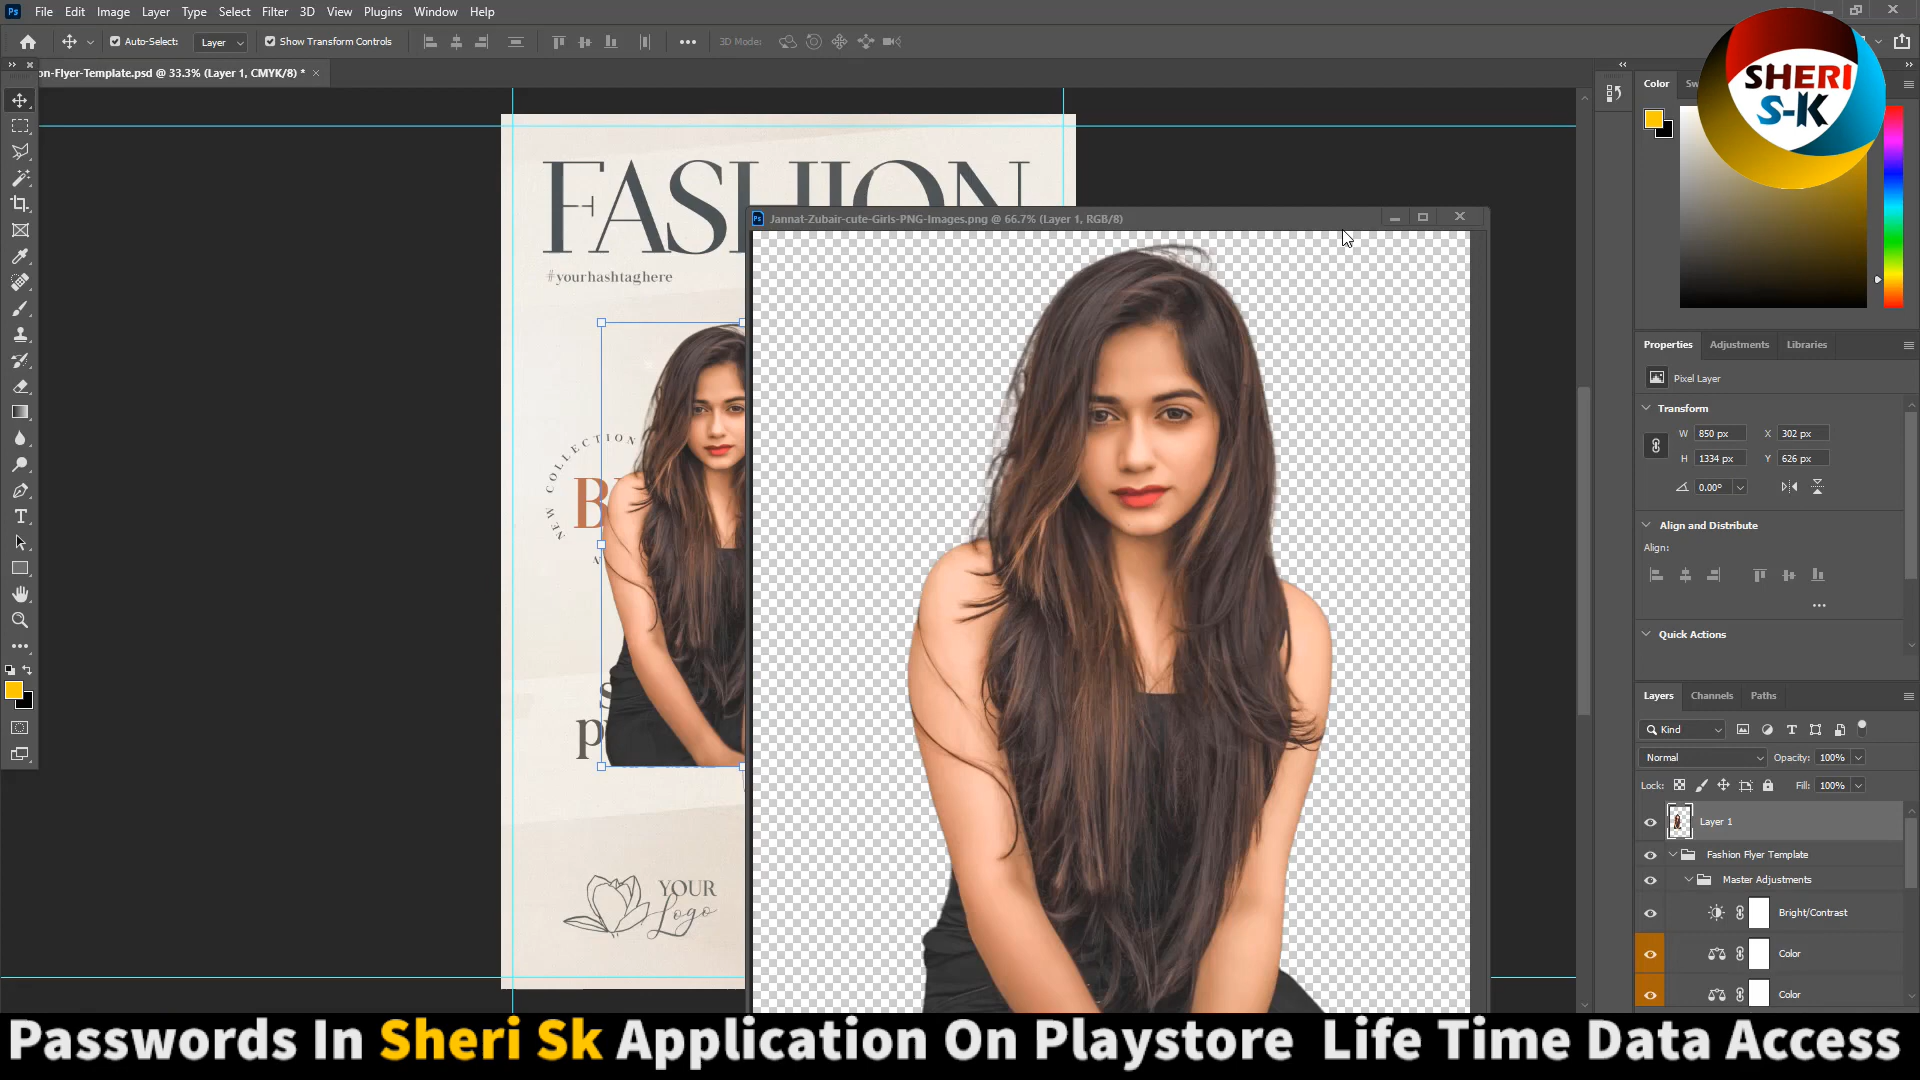 Ps File Edit Image Layer Type Select Filter 3D View Plugins Window Help
Auto-Select: Layer Show Transform Controls 3D Mode:
on-Flyer-Template.psd @ 33.3% (Layer 1, CMYK/8) *
SHERI
S-K
Color Sw
FASHION
#yourhashtaghere
Ps Jannat-Zubair-cute-Girls-PNG-Images.png @ 66.7% (Layer 1, RGB/8)
NEW COLLECTION
YOUR
Logo
Properties Adjustments Libraries
Pixel Layer
Transform
W 850 px X 302 px
H 1334 px Y 626 px
0.00°
Align and Distribute
Align:
Quick Actions
Layers Channels Paths
Kind
Normal Opacity: 100%
Lock: Fill: 100%
Layer 1
Fashion Flyer Template
Master Adjustments
Bright/Contrast
Color
Color
Passwords In Sheri Sk Application On Playstore Life Time Data Access